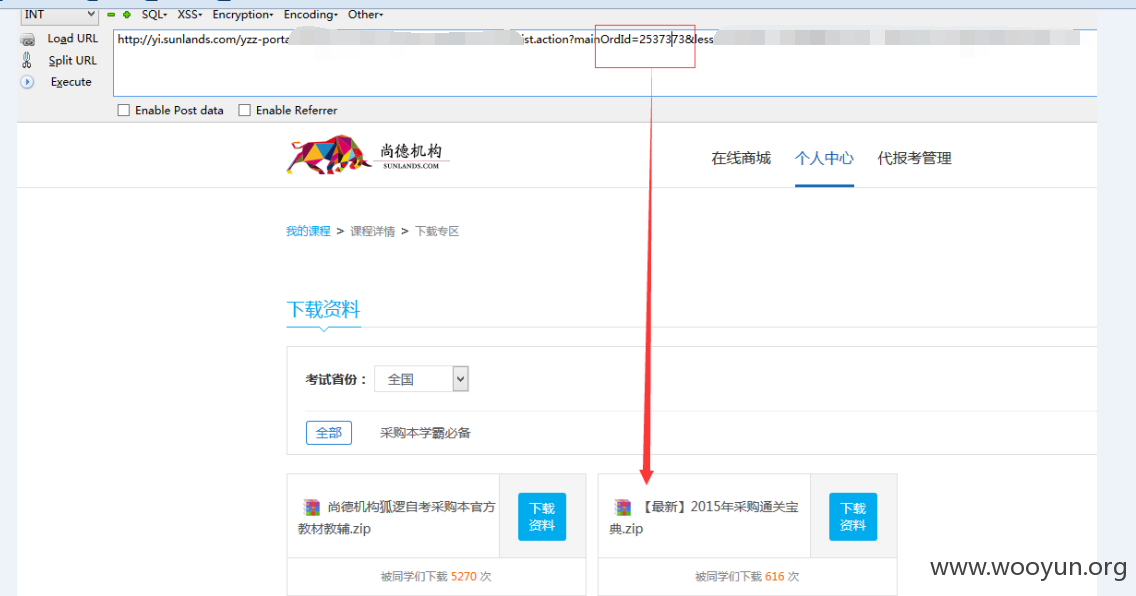 INT SQL- XSS- Encryption- Encoding- Other-
Load URL http://yi.sunlands.com/yzz-porta ist.action?mainOrdId=2537373&less
Split URL
Execute
Enable Post data Enable Referrer
尚德机构
SUNLANDS.COM
在线商城 个人中心 代报考管理
我的课程 > 课程详情 > 下载专区
下载资料
考试省份： 全国
全部 采购本学霸必备
尚德机构狐逻自考采购本官方
教材教辅.zip
下载
资料
【最新】2015年采购通关宝
典.zip
下载
资料
被同学们下载 5270 次
被同学们下载 616 次
www.wooyun.org